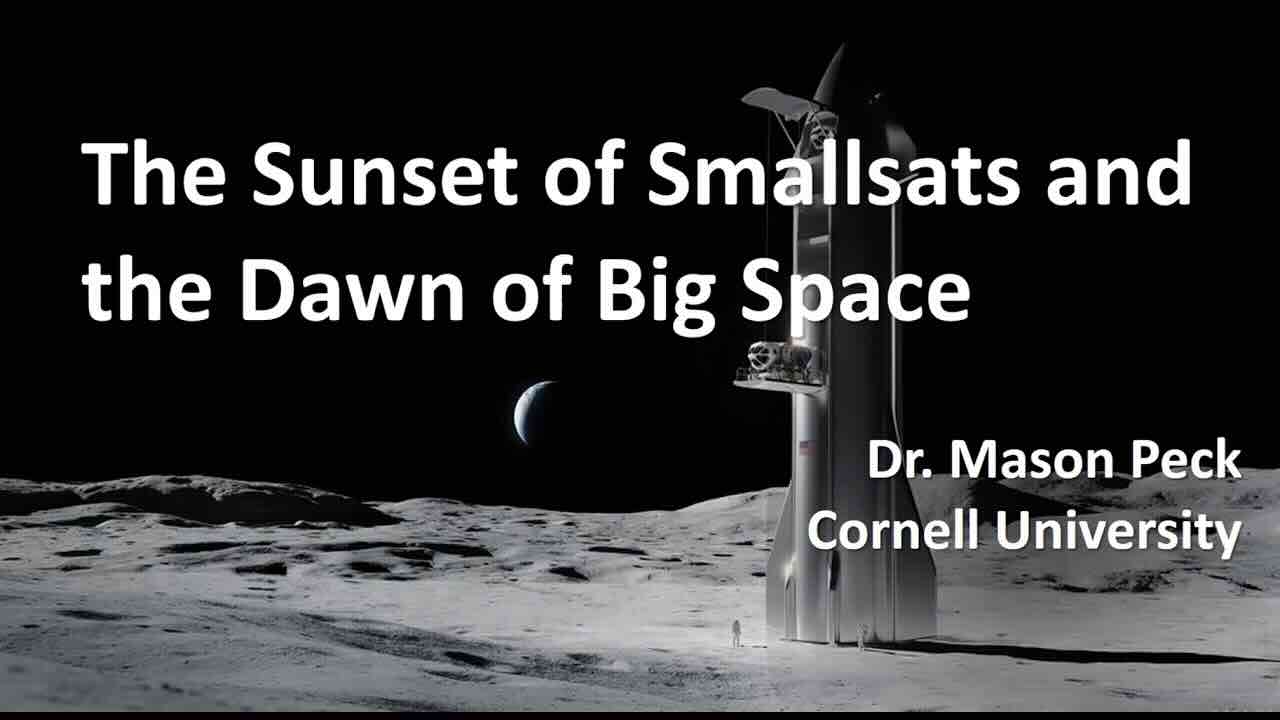 The Sunset of Smallsats and
the Dawn of Big Space
Dr. Mason Peck
Cornell University